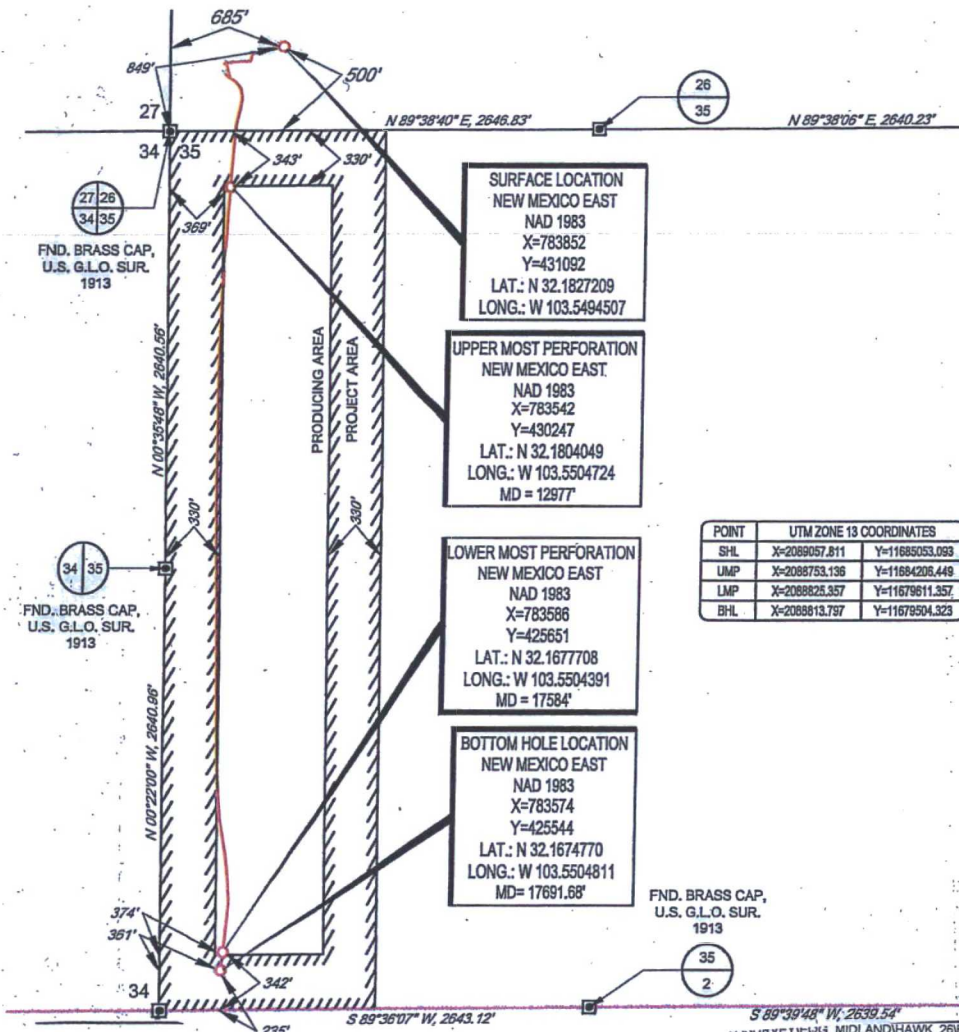 685'
849'
500'
27
34 35
26
35
N 89°38'40" E, 2646.83'
N 89°38'06" E, 2640.23'
343'
330'
369'
27 26
34 35
FND. BRASS CAP,
U.S. G.L.O. SUR.
1913
SURFACE LOCATION
NEW MEXICO EAST
NAD 1983
X=783852
Y=431092
LAT.: N 32.1827209
LONG.: W 103.5494507
UPPER MOST PERFORATION
NEW MEXICO EAST
NAD 1983
X=783542
Y=430247
LAT.: N 32.1804049
LONG.: W 103.5504724
MD = 12977'
N 00°35'48" W, 2640.56'
PRODUCING AREA
PROJECT AREA
330'
330'
34 35
FND. BRASS CAP,
U.S. G.L.O. SUR.
1913
LOWER MOST PERFORATION
NEW MEXICO EAST
NAD 1983
X=783586
Y=425651
LAT.: N 32.1677708
LONG.: W 103.5504391
MD = 17584'
POINT UTM ZONE 13 COORDINATES
SHL X=2089057.811 Y=11685053.093
UMP X=2088753.136 Y=11684206.449
LMP X=2088825.357 Y=11679611.357
BHL X=2088813.797 Y=11679504.323
N 00°22'00" W, 2640.96'
BOTTOM HOLE LOCATION
NEW MEXICO EAST
NAD 1983
X=783574
Y=425544
LAT.: N 32.1674770
LONG.: W 103.5504811
MD= 17691.68'
FND. BRASS CAP,
U.S. G.L.O. SUR.
1913
35
2
374'
361'
342'
34
235'
S 89°36'07" W, 2643.12'
S 89°39'48" W, 2639.54'
MIDLAND\HAWK_26\